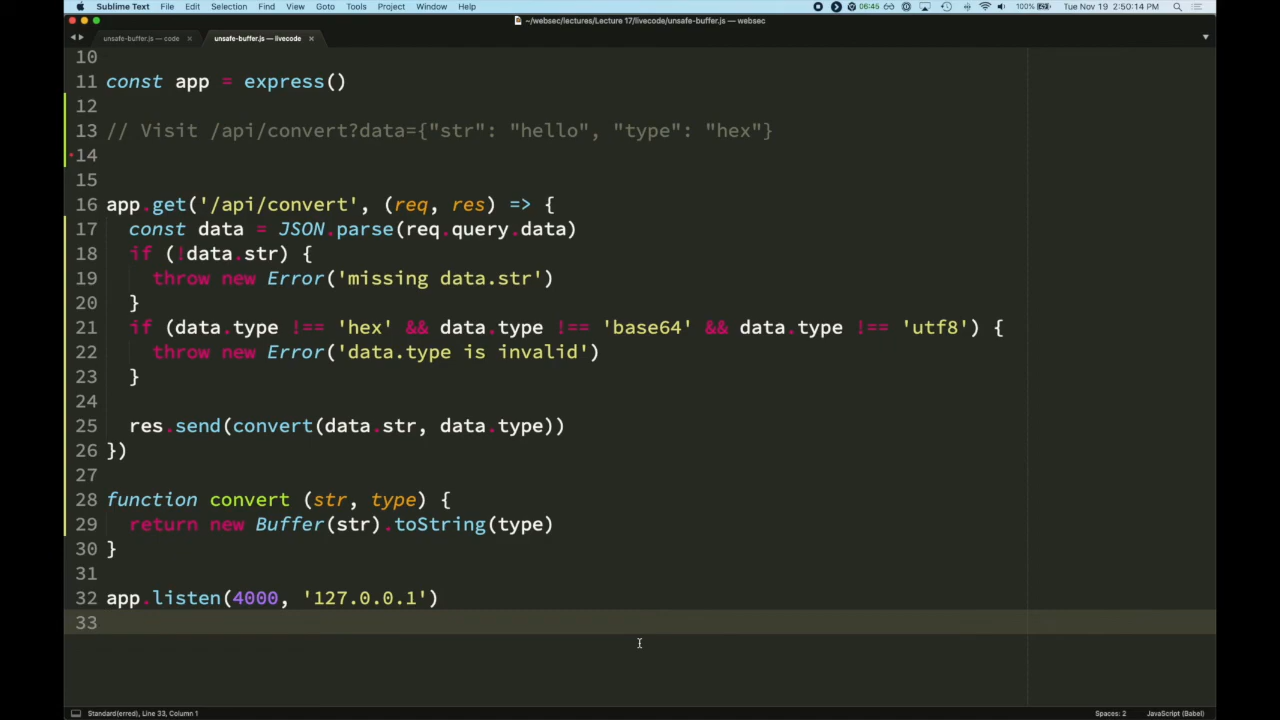 Sublime Text File Edit Selection Find View Goto Tools Project Window Help 06:45 100% Tue Nov 19 2:50:14 PM
~/websec/lectures/Lecture 17/livecode/unsafe-buffer.js — websec
unsafe-buffer.js — code unsafe-buffer.js — livecode
10
11 const app = express()
12
13 // Visit /api/convert?data={"str": "hello", "type": "hex"}
14
15
16 app.get('/api/convert', (req, res) => {
17 const data = JSON.parse(req.query.data)
18 if (!data.str) {
19 throw new Error('missing data.str')
20 }
21 if (data.type !== 'hex' && data.type !== 'base64' && data.type !== 'utf8') {
22 throw new Error('data.type is invalid')
23 }
24
25 res.send(convert(data.str, data.type))
26 })
27
28 function convert (str, type) {
29 return new Buffer(str).toString(type)
30 }
31
32 app.listen(4000, '127.0.0.1')
33
Standard(erred), Line 33, Column 1 Spaces: 2 JavaScript (Babel)